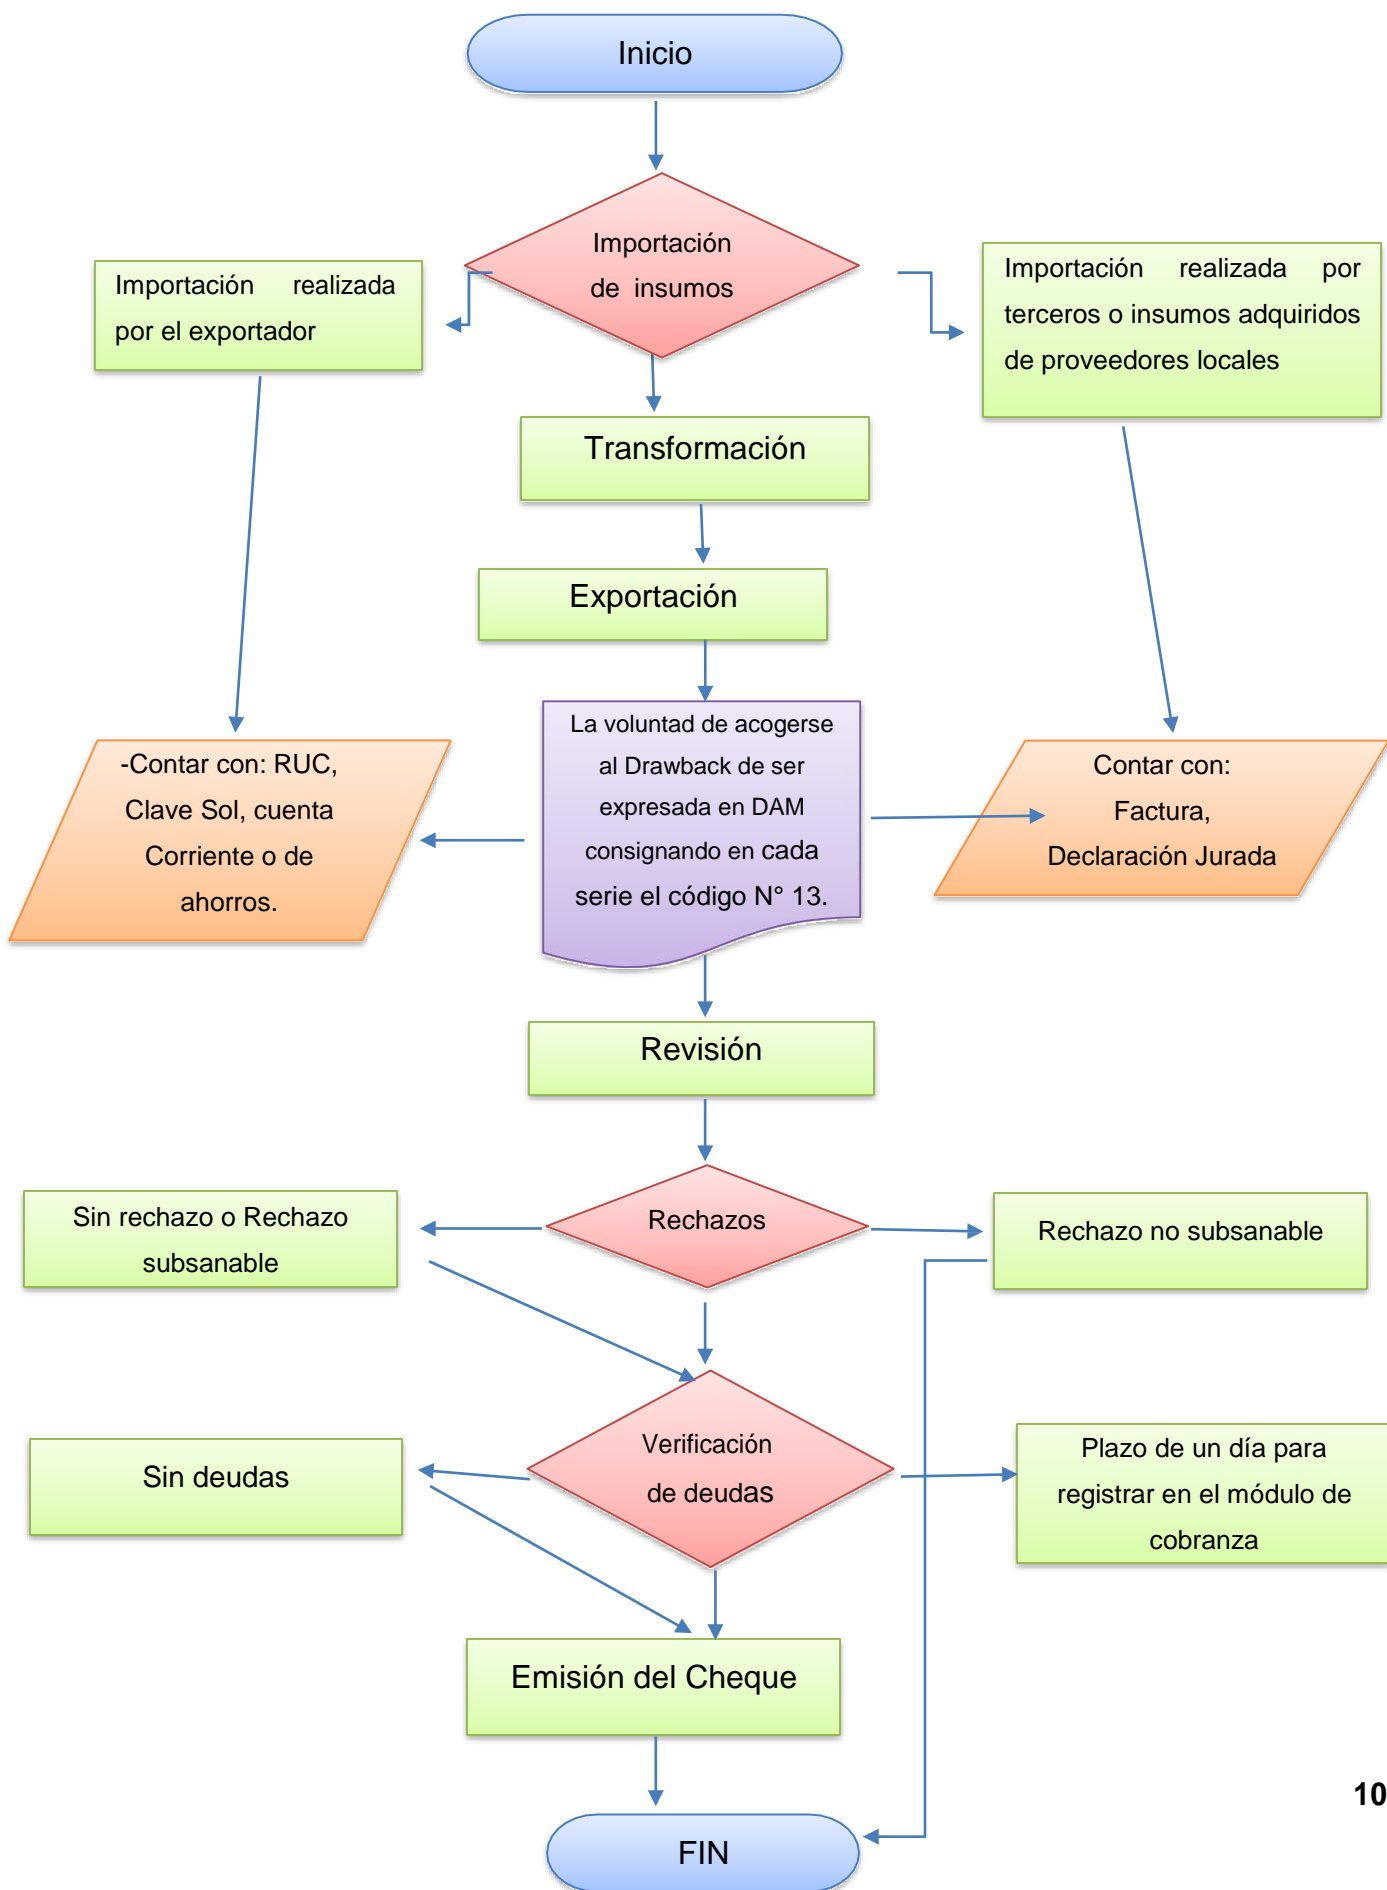 Inicio
Importación
de insumos
Importación realizada
por el exportador
Importación realizada por
terceros o insumos adquiridos
de proveedores locales
Transformación
Exportación
La voluntad de acogerse
al Drawback de ser
expresada en DAM
consignando en cada
serie el código N° 13.
-Contar con: RUC,
Clave Sol, cuenta
Corriente o de
ahorros.
Contar con:
Factura,
Declaración Jurada
Revisión
Rechazos
Sin rechazo o Rechazo
subsanable
Rechazo no subsanable
Verificación
de deudas
Sin deudas
Plazo de un día para
registrar en el módulo de
cobranza
Emisión del Cheque
10
FIN